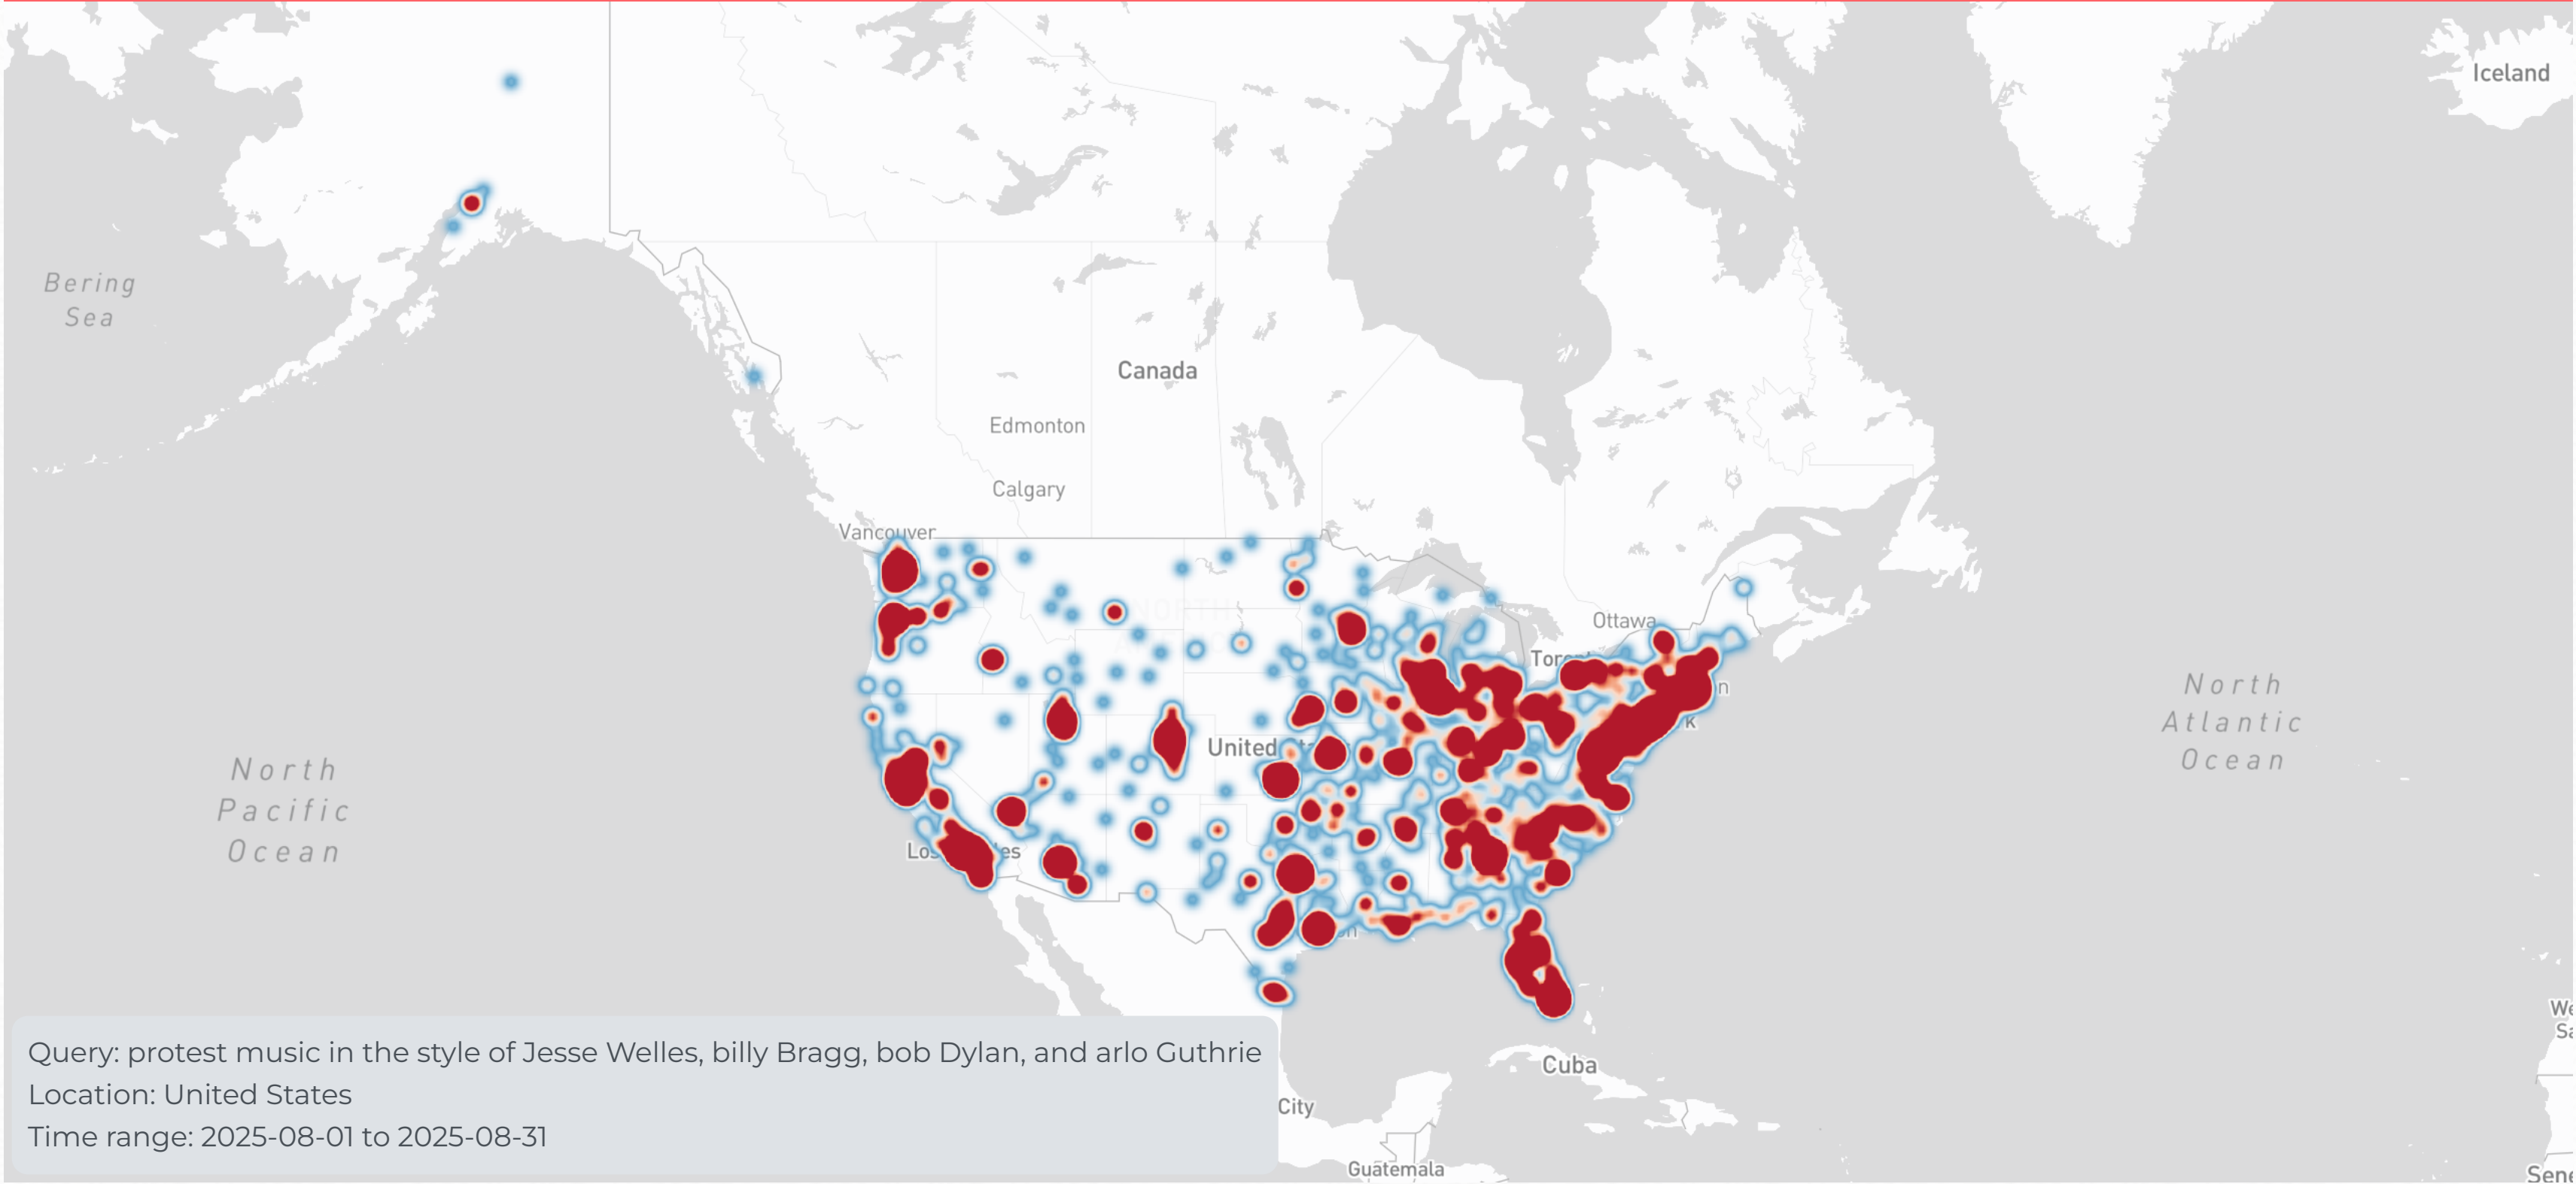 Iceland
Bering
Sea
Canada
Edmonton
Calgary
Vancouver
Ottawa
North
Atlantic
Ocean
United
North
Pacific
Ocean
Cuba
City
Guatemala
Query: protest music in the style of Jesse Welles, billy Bragg, bob Dylan, and arlo Guthrie
Location: United States
Time range: 2025-08-01 to 2025-08-31